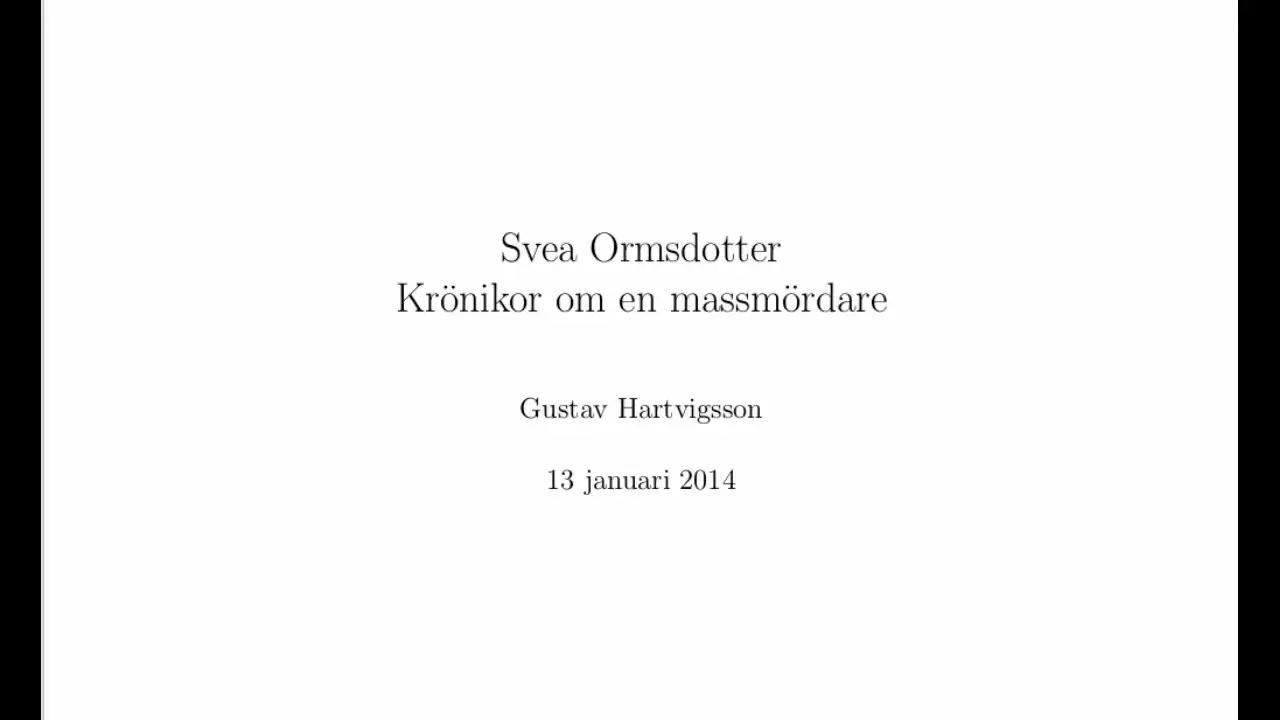 Svea Ormsdotter
Krönikor om en massmördare
Gustav Hartvigsson
13 januari 2014